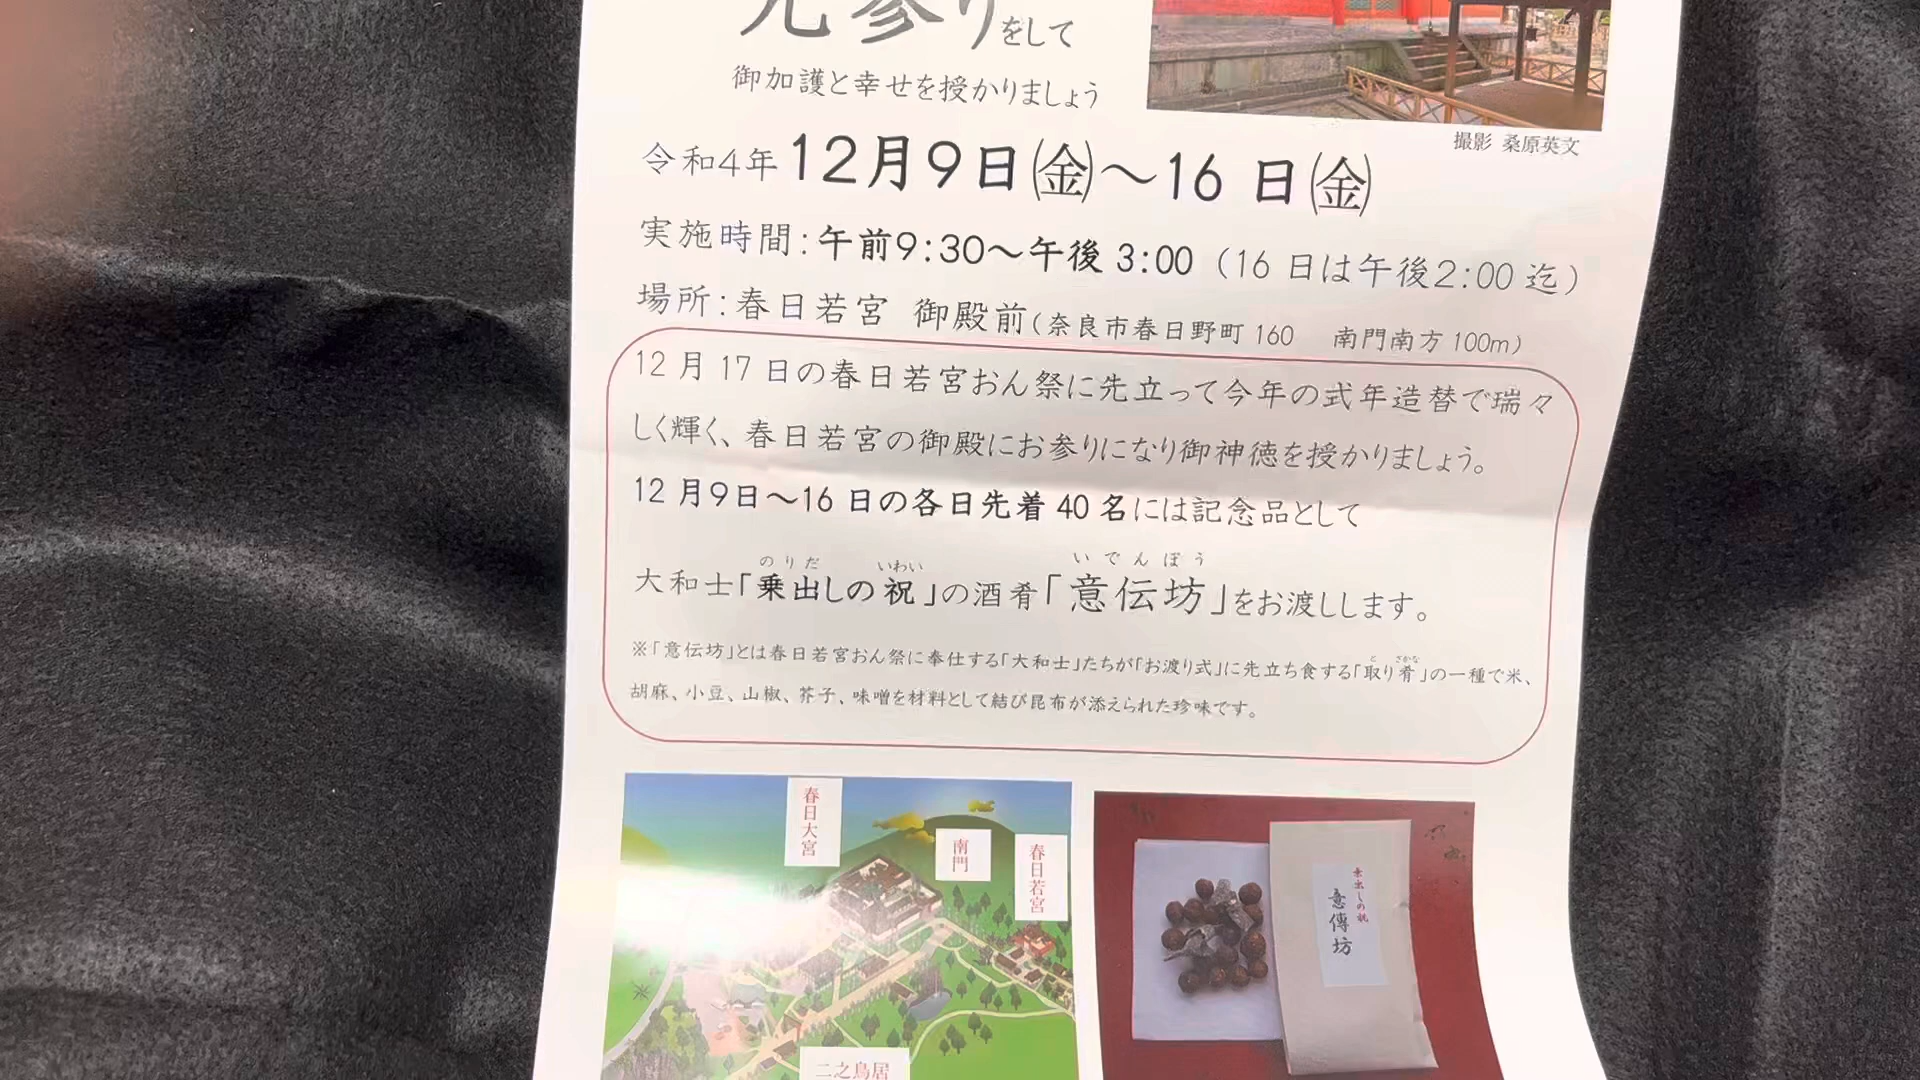 参りをして
御加護と幸せを授かりましょう
撮影 桑原英文
令和4年 12月9日㈮~16日㈮
実施時間:午前9:30~午後3:00(16日は午後2:00迄)
場所:春日若宮 御殿前(奈良市春日野町160 南門南方100m)
12月17日の春日若宮おん祭に先立って今年の式年造替で瑞々
しく輝く、春日若宮の御殿にお参りになり御神徳を授かりましょう。
12月9日~16日の各日先着40名には記念品として
のりだ いわい いでんぼう
大和士「乗出しの祝」の酒肴「意伝坊」をお渡しします。
と ざかな
※「意伝坊」とは春日若宮おん祭に奉仕する「大和士」たちが「お渡り式」に先立ち食する「取り肴」の一種で米、
胡麻、小豆、山椒、芥子、味噌を材料として結び昆布が添えられた珍味です。
春日大宮
南門
春日若宮
二之鳥居
乗出しの祝
意傳坊